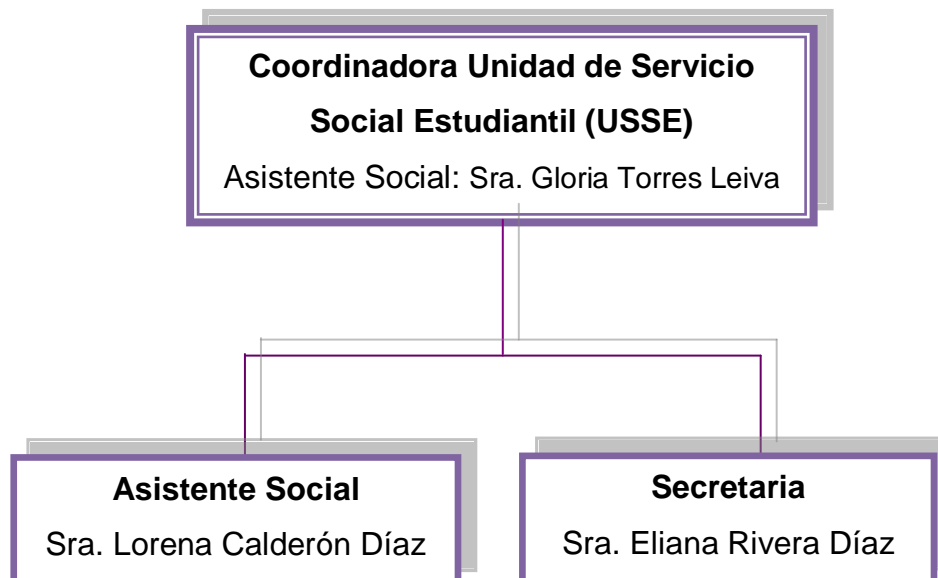 Coordinadora Unidad de Servicio
Social Estudiantil (USSE)
Asistente Social: Sra. Gloria Torres Leiva
Asistente Social
Sra. Lorena Calderón Díaz
Secretaria
Sra. Eliana Rivera Díaz